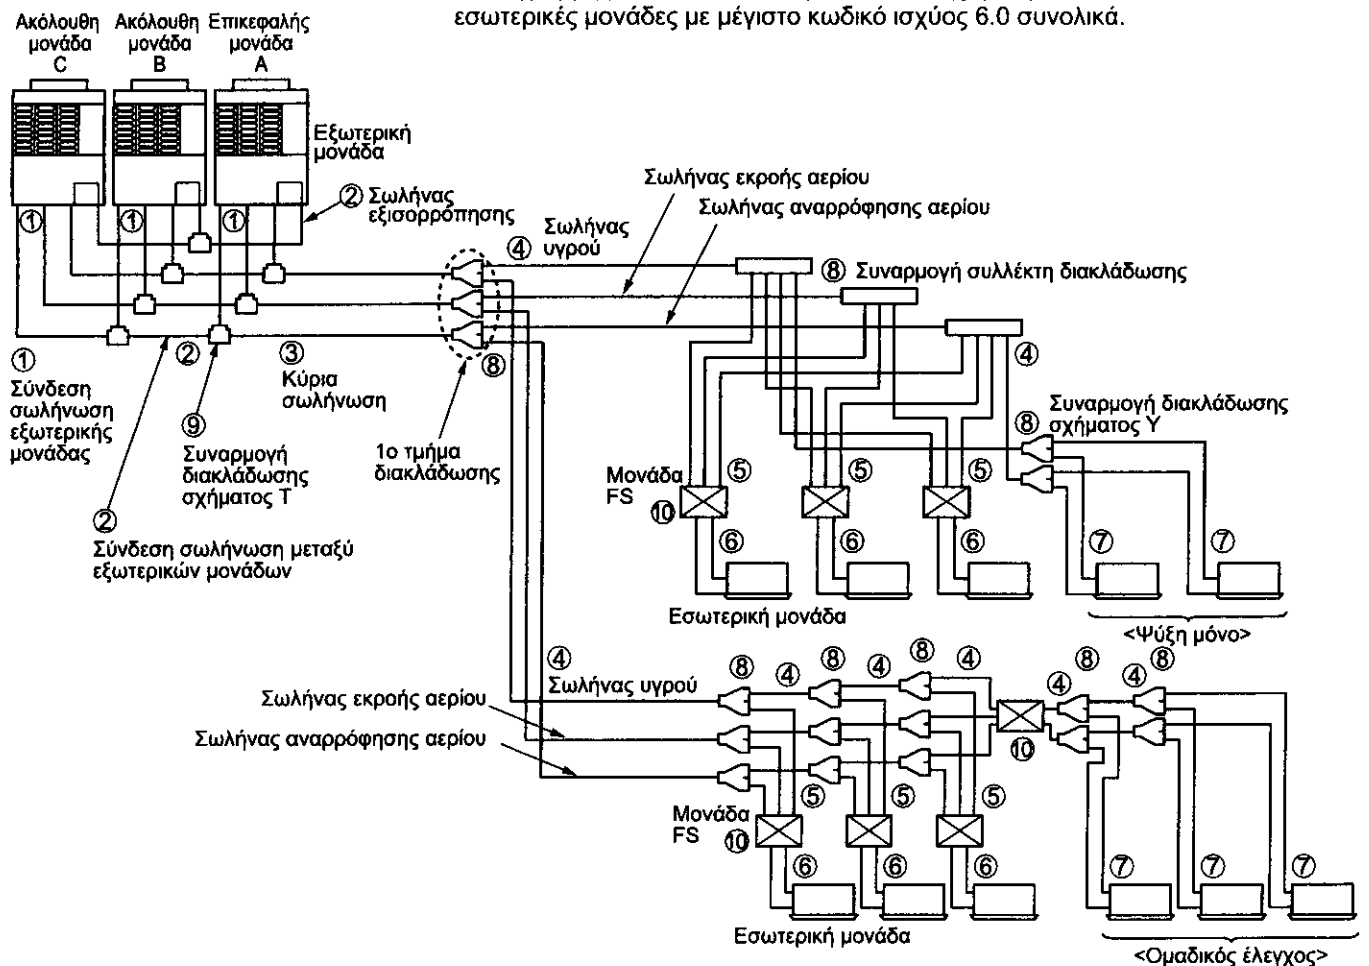 εσωτερικές μονάδες με μέγιστο κωδικό ισχύος 6.0 συνολικά.
Ακόλουθη
μονάδα
C
Ακόλουθη
μονάδα
B
Επικεφαλής
μονάδα
A
Εξωτερική
μονάδα
① ① ①
② Σωλήνας
εξισορρόπησης
Σωλήνας εκροής αερίου
Σωλήνας αναρρόφησης αερίου
④ Σωλήνας
υγρού
⑧ Συναρμογή συλλέκτη διακλάδωσης
①
Σύνδεση
σωλήνωση
εξωτερικής
μονάδας
②
③
Κύρια
σωλήνωση
⑧
④
⑨
Συναρμογή
διακλάδωσης
σχήματος Τ
1ο τμήμα
διακλάδωσης
⑧ Συναρμογή διακλάδωσης
σχήματος Υ
②
Σύνδεση σωλήνωση μεταξύ
εξωτερικών μονάδων
Μονάδα
FS ⑩
⑤ ⑤ ⑤
⑥ ⑥ ⑥ ⑦ ⑦
Εσωτερική μονάδα
<Ψύξη μόνο>
④
Σωλήνας υγρού
⑧ ④ ⑧ ④ ⑧ ④ ④ ⑧ ④ ⑧
Σωλήνας εκροής αερίου
Σωλήνας αναρρόφησης αερίου
⑩
Μονάδα
FS ⑩
⑤ ⑤ ⑤
⑥ ⑥ ⑥ ⑦ ⑦ ⑦
Εσωτερική μονάδα
<Ομαδικός έλεγχος>